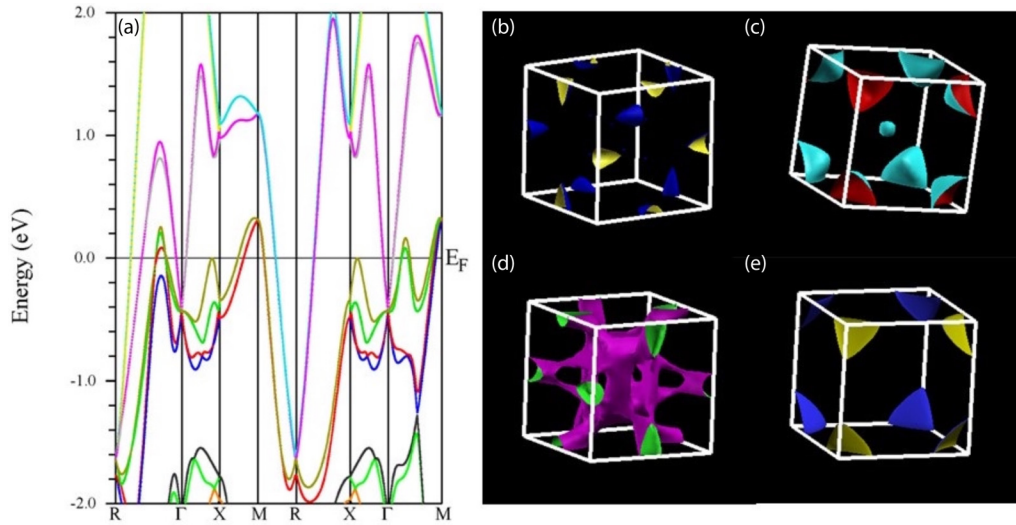 2.0
(a)
(b)
(c)
1.0
Energy (eV)
0.0
E_F
-1.0
(d)
(e)
-2.0
R Γ X M R X Γ M